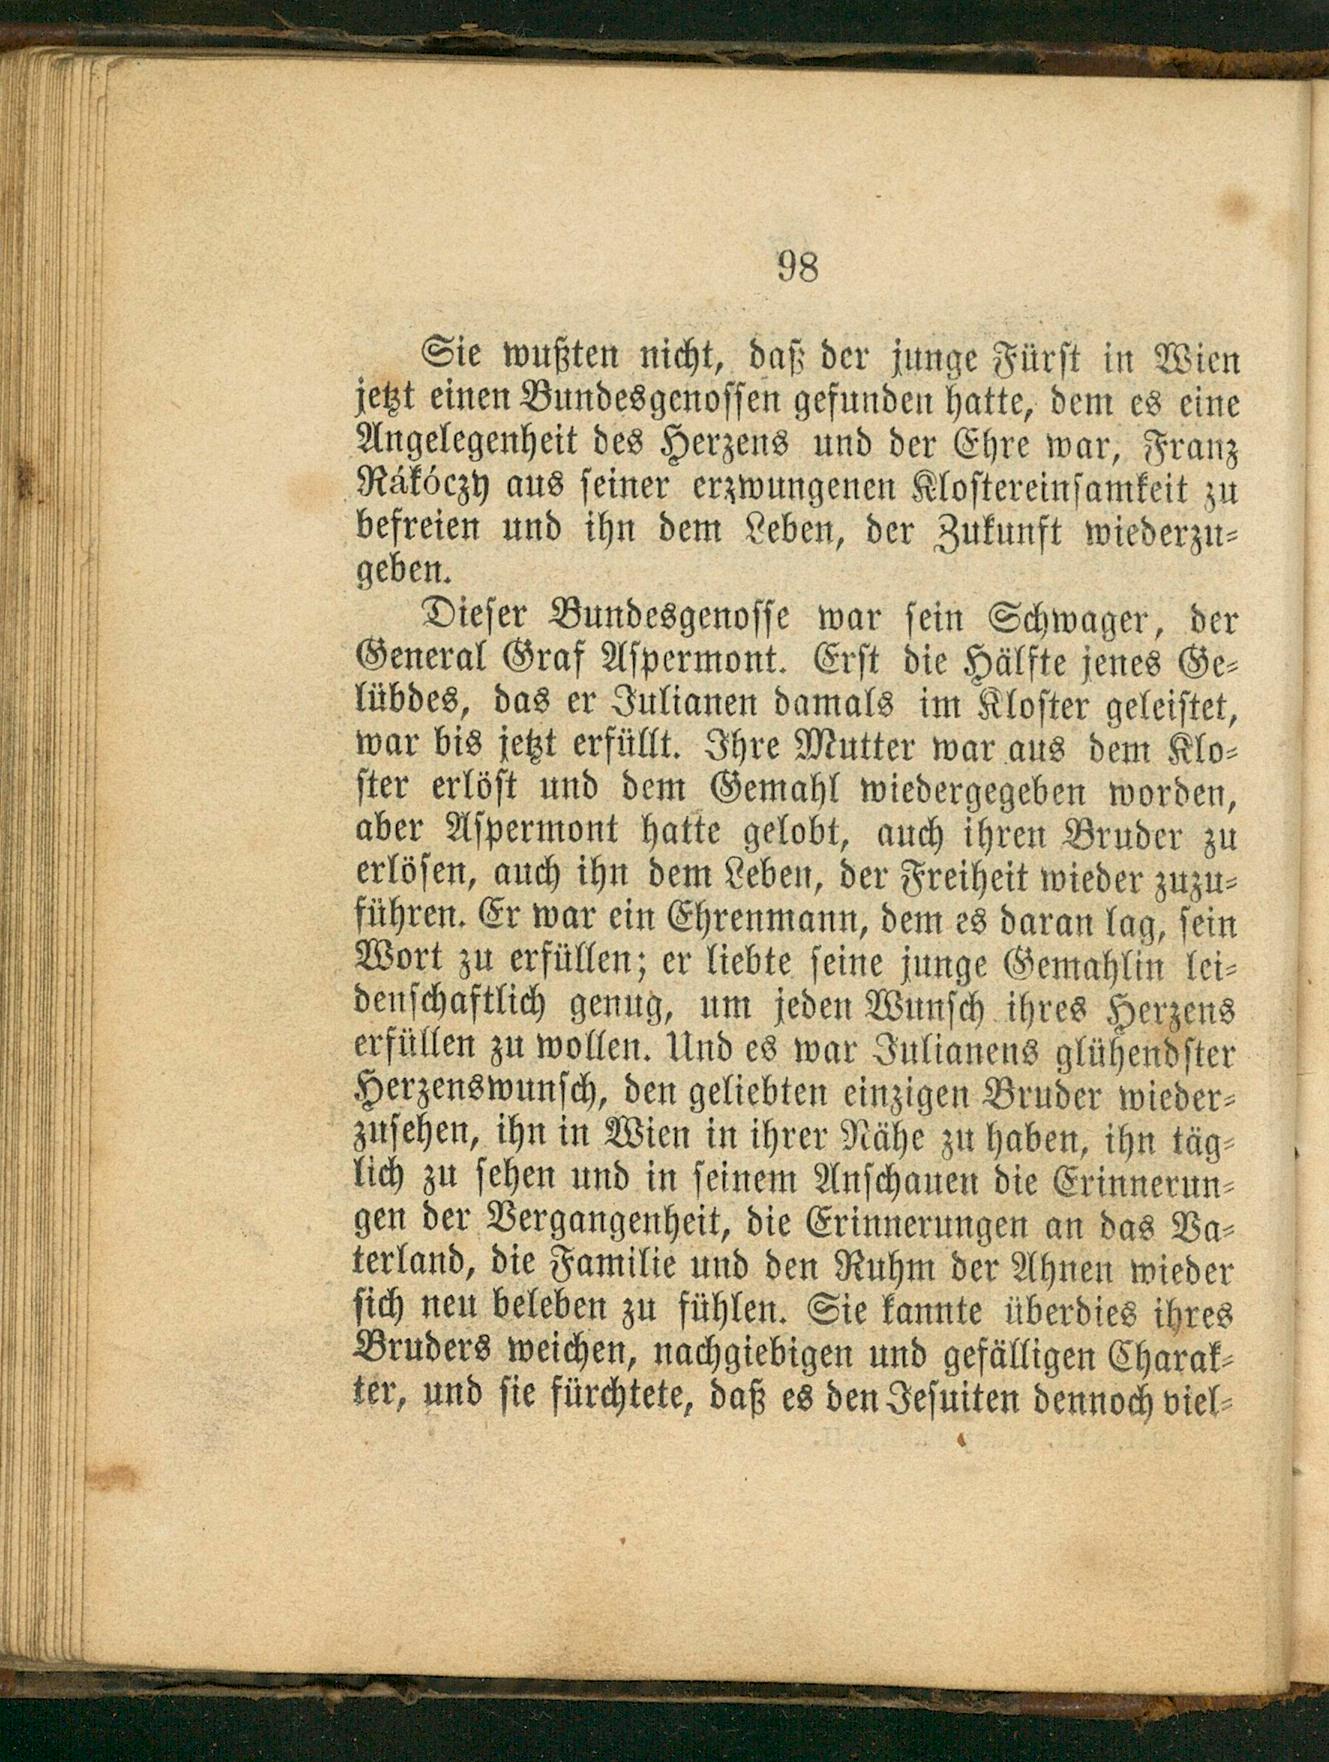 98
Sie wußten nicht, daß der junge Fürst in Wien
jetzt einen Bundesgenossen gefunden hatte, dem es eine
Angelegenheit des Herzens und der Ehre war, Franz
Rákóczy aus seiner erzwungenen Klostereinsamkeit zu
befreien und ihn dem Leben, der Zukunft wiederzu-
geben.
Dieser Bundesgenosse war sein Schwager, der
General Graf Aspermont. Erst die Hälfte jenes Ge-
lübdes, das er Julianen damals im Kloster geleistet,
war bis jetzt erfüllt. Ihre Mutter war aus dem Klo-
ster erlöst und dem Gemahl wiedergegeben worden,
aber Aspermont hatte gelobt, auch ihren Bruder zu
erlösen, auch ihn dem Leben, der Freiheit wieder zuzu-
führen. Er war ein Ehrenmann, dem es daran lag, sein
Wort zu erfüllen; er liebte seine junge Gemahlin lei-
denschaftlich genug, um jeden Wunsch ihres Herzens
erfüllen zu wollen. Und es war Julianens glühendster
Herzenswunsch, den geliebten einzigen Bruder wieder-
zusehen, ihn in Wien in ihrer Nähe zu haben, ihn täg-
lich zu sehen und in seinem Anschauen die Erinnerun-
gen der Vergangenheit, die Erinnerungen an das Va-
terland, die Familie und den Ruhm der Ahnen wieder
sich neu beleben zu fühlen. Sie kannte überdies ihres
Bruders weichen, nachgiebigen und gefälligen Charak-
ter, und sie fürchtete, daß es den Jesuiten dennoch viel-